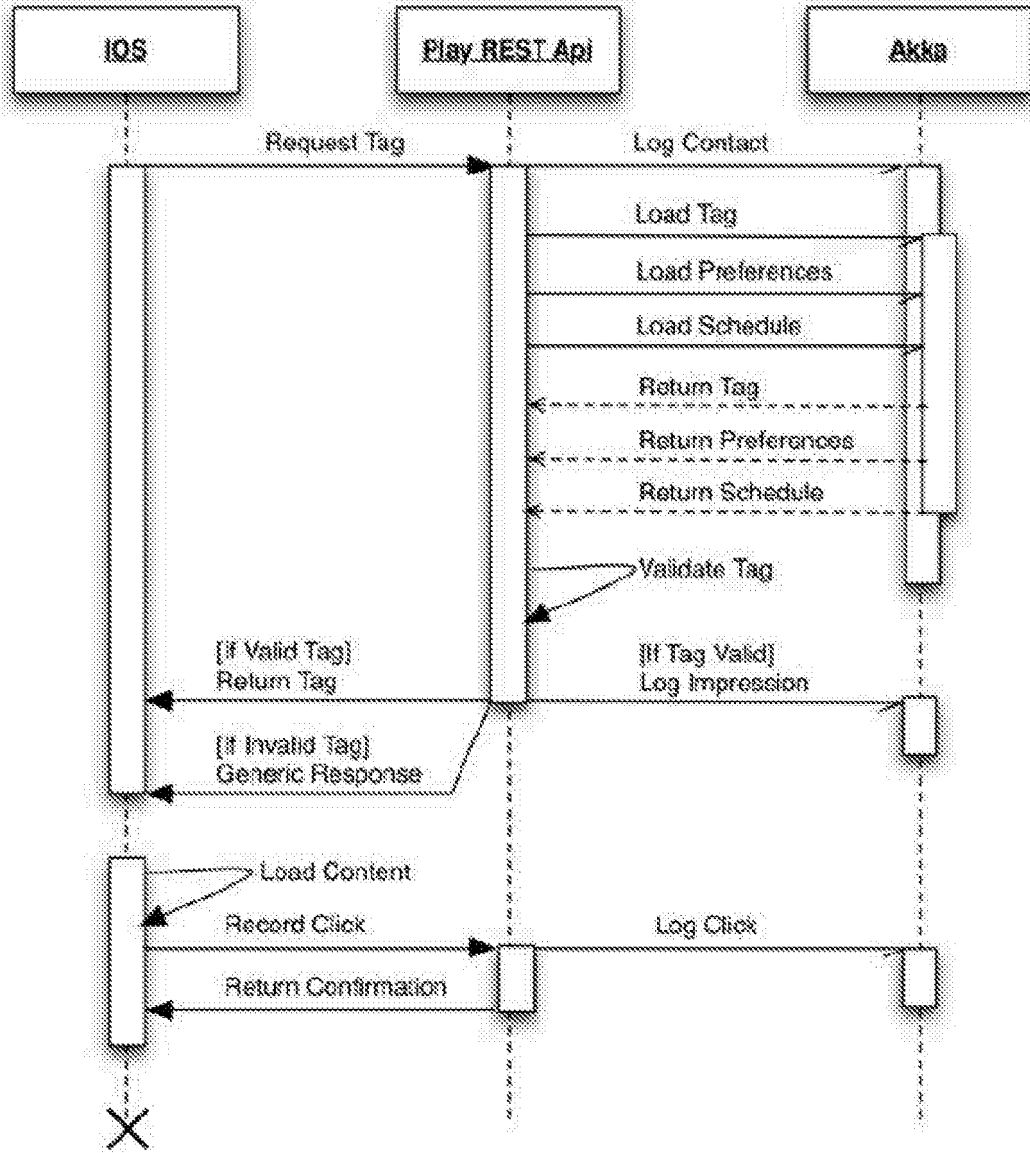 IOS
Play REST Api
Akka
Request Tag
Log Contact
Load Tag
Load Preferences
Load Schedule
Return Tag
Return Preferences
Return Schedule
Validate Tag
[if Valid Tag]
Return Tag
[If Tag Valid]
Log Impression
[if Invalid Tag]
Generic Response
Load Content
Record Click
Log Click
Return Confirmation